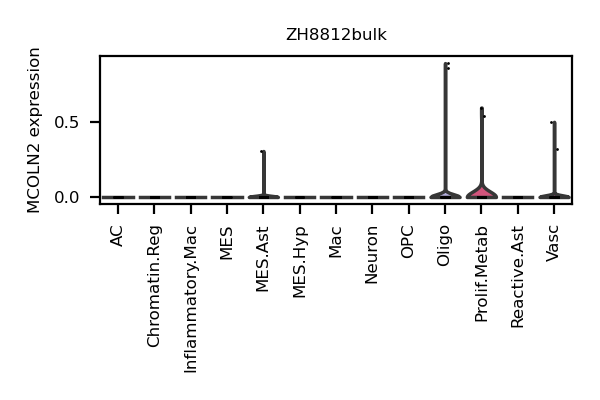 ZH8812bulk
MCOLN2 expression
0.5
0.0
AC
Chromatin.Reg
Inflammatory.Mac
MES
MES.Ast
MES.Hyp
Mac
Neuron
OPC
Oligo
Prolif.Metab
Reactive.Ast
Vasc